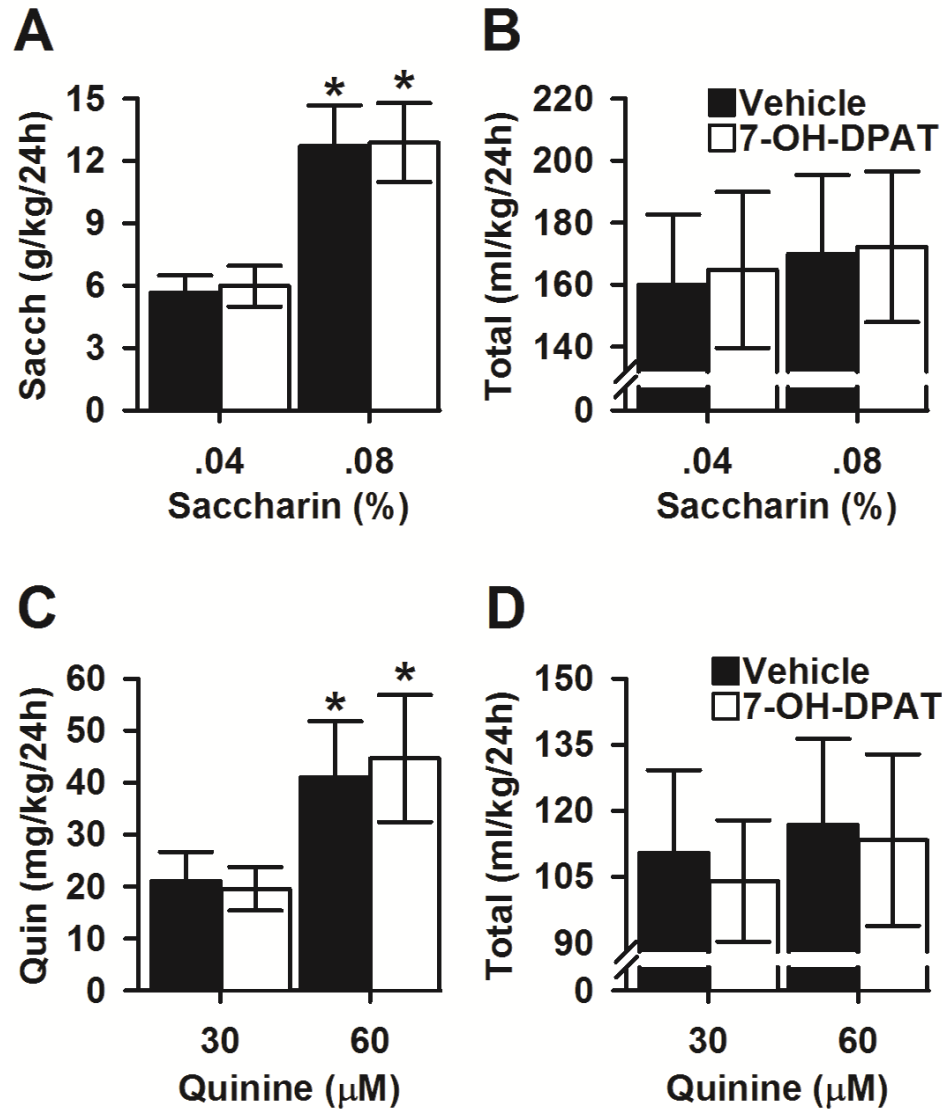 A
Sacch (g/kg/24h)
15
12
9
6
3
0
* *
.04 .08
Saccharin (%)
B
Total (ml/kg/24h)
220
200
180
160
140
0
Vehicle
7-OH-DPAT
.04 .08
Saccharin (%)
C
Quin (mg/kg/24h)
60
50
40
30
20
10
0
* *
30 60
Quinine (μM)
D
Total (ml/kg/24h)
150
135
120
105
90
0
Vehicle
7-OH-DPAT
30 60
Quinine (μM)